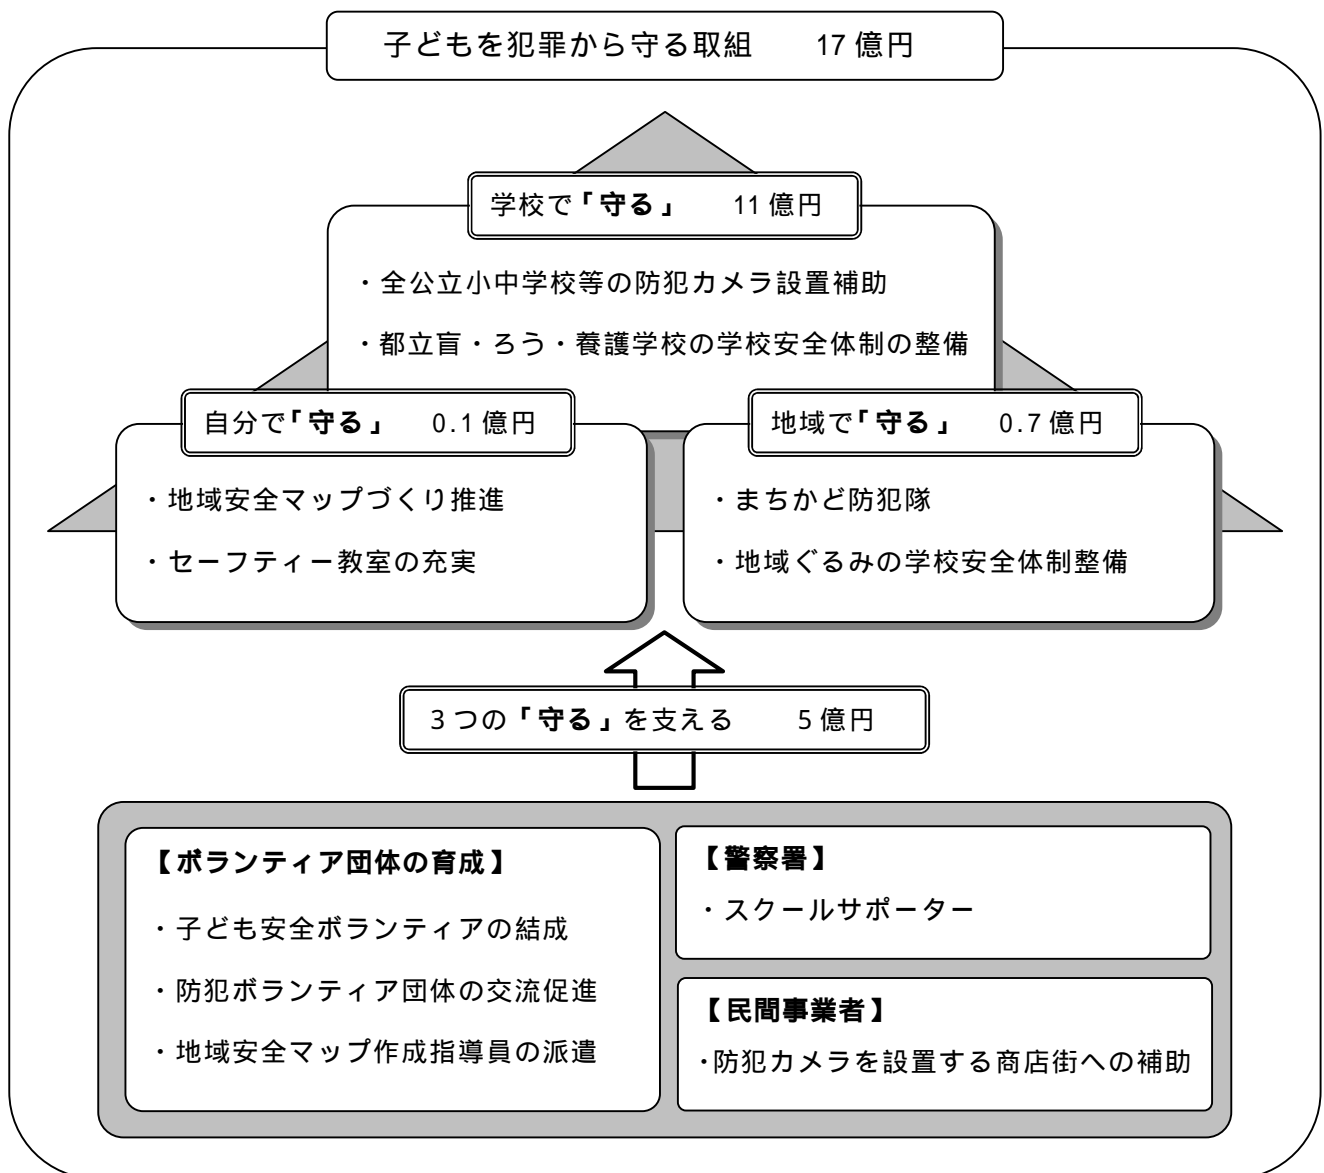 子どもを犯罪から守る取組　　17億円
学校で「守る」　　11億円
・全公立小中学校等の防犯カメラ設置補助
・都立盲・ろう・養護学校の学校安全体制の整備
自分で「守る」　　0.1億円
・地域安全マップづくり推進
・セーフティー教室の充実
地域で「守る」　　0.7億円
・まちかど防犯隊
・地域ぐるみの学校安全体制整備
3つの「守る」を支える　　5億円
【ボランティア団体の育成】
・子ども安全ボランティアの結成
・防犯ボランティア団体の交流促進
・地域安全マップ作成指導員の派遣
【警察署】
・スクールサポーター
【民間事業者】
・防犯カメラを設置する商店街への補助